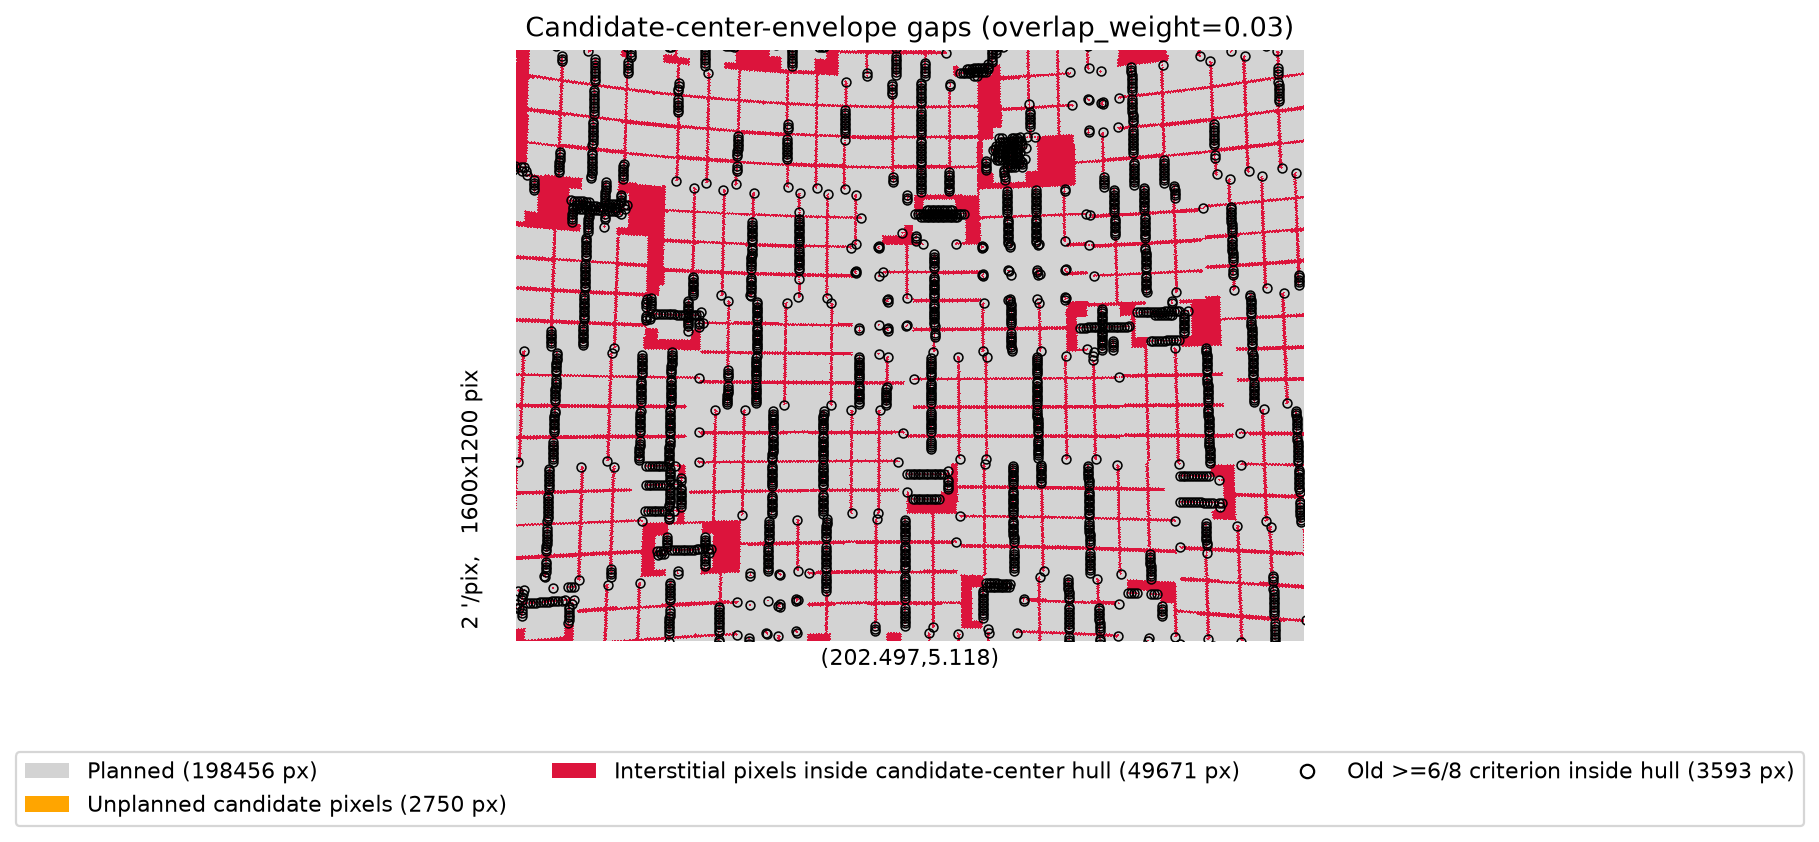 Candidate-center-envelope gaps (overlap_weight=0.03)
2 '/pix,   1600x1200 pix
(202.497,5.118)
Planned (198456 px)
Unplanned candidate pixels (2750 px)
Interstitial pixels inside candidate-center hull (49671 px)
Old >=6/8 criterion inside hull (3593 px)